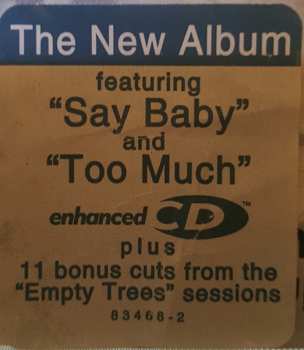 The New Album
featuring
“Say Baby”
and
“Too Much”
enhanced CD™
plus
11 bonus cuts from the
“Empty Trees” sessions
83468-2